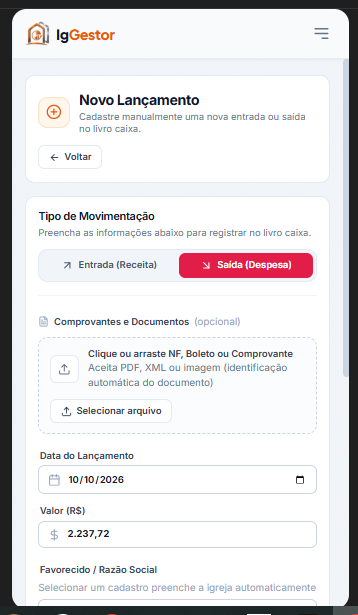 IgGestor
Novo Lançamento
Cadastre manualmente uma nova entrada ou saída
no livro caixa.
← Voltar
Tipo de Movimentação
Preencha as informações abaixo para registrar no livro caixa.
Entrada (Receita)
Saída (Despesa)
Comprovantes e Documentos (opcional)
Clique ou arraste NF, Boleto ou Comprovante
Aceita PDF, XML ou imagem (identificação
automática do documento)
Selecionar arquivo
Data do Lançamento
10/10/2026
Valor (R$)
$ 2.237,72
Favorecido / Razão Social
Selecionar um cadastro preenche a igreja automaticamente